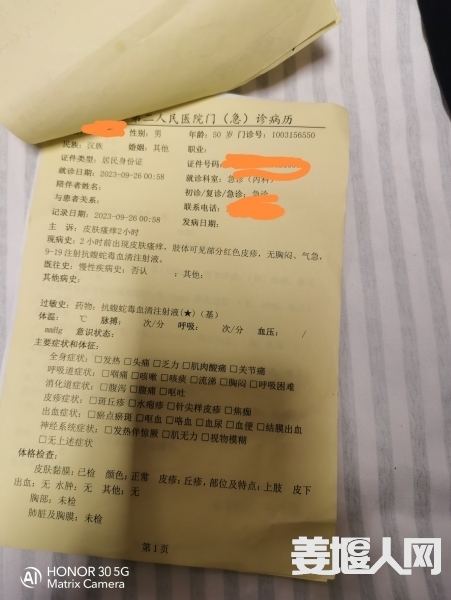 第二人民医院门（急）诊病历
性别：男 年龄：50 岁 门诊号：1003156550
民族：汉族 婚姻：其他 职业：
证件类型：居民身份证 证件号码：
就诊日期：2023-09-26 00:58 就诊科室：急诊（内科）
陪伴者姓名： 初诊/复诊/急诊：急诊
与患者关系： 联系电话：
记录日期：2023-09-26 00:58 发病日期：
主 诉：皮肤瘙痒2小时
现病史：2小时前出现皮肤瘙痒，肢体可见部分红色皮疹，无胸闷、气急，
9-19注射抗蝮蛇毒血清注射液。
既往史：慢性疾病史：否认 ；其他：
其他病史：
过敏史：药物：抗蝮蛇毒血清注射液(★)（基）
体温： ℃ 脉搏： 次/分 呼吸： 次/分 血压： /
mmHg 意识状态：
主要症状和体征：
全身症状：□发热 □头痛 □乏力 □肌肉酸痛 □关节痛
呼吸道症状：□咽痛 □咳嗽 □咳痰 □流涕 □胸闷 □呼吸困难
消化道症状：□腹泻 □腹痛 □呕吐
皮疹症状：□斑丘疹 □水疱疹 □针尖样皮疹 □焦痂
出血症状：□瘀点瘀斑 □呕血 □咯血 □血尿 □血便 □结膜出血
神经系统症状：□发热伴惊厥 □肌无力 □视物模糊
□无上述症状
体格检查：
皮肤黏膜：已检 颜色：正常 皮疹：丘疹，部位及特点：上肢 皮下
出血：无 水肿：无 其他：无
胸部：未检
肺脏及胸膜：未检
第 1 页
HONOR 30 5G
Matrix Camera
姜堰人网